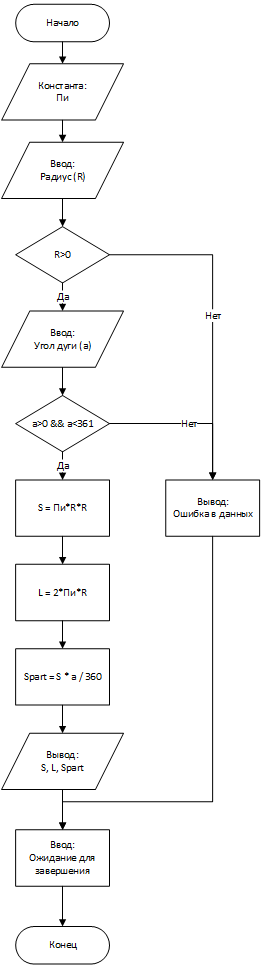 Начало
Константа:
Пи
Ввод:
Радиус (R)
R>0
Нет
Да
Ввод:
Угол дуги (a)
a>0 && a<361
Нет
Да
S = Пи*R*R
Вывод:
Ошибка в данных
L = 2*Пи*R
Spart = S * a / 360
Вывод:
S, L, Spart
Ввод:
Ожидание для
завершения
Конец